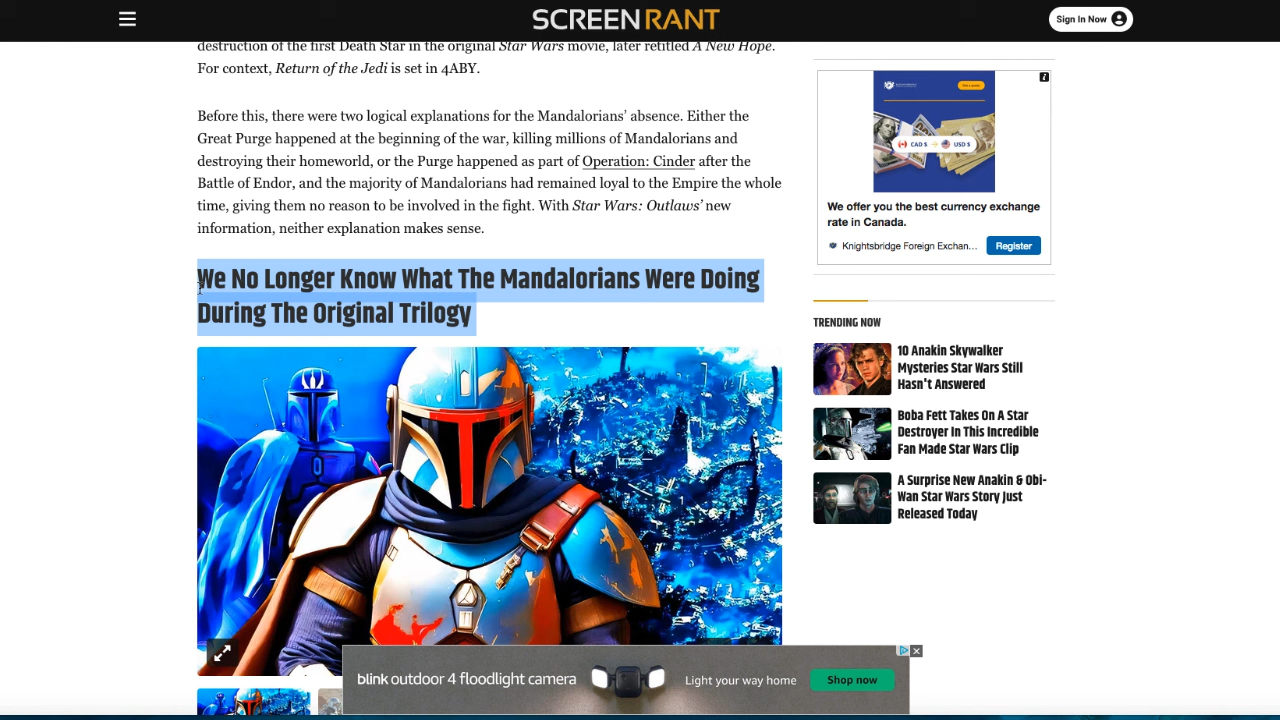 SCREENRANT
Sign In Now
destruction of the first Death Star in the original Star Wars movie, later retitled A New Hope.
For context, Return of the Jedi is set in 4ABY.
Before this, there were two logical explanations for the Mandalorians’ absence. Either the
Great Purge happened at the beginning of the war, killing millions of Mandalorians and
destroying their homeworld, or the Purge happened as part of Operation: Cinder after the
Battle of Endor, and the majority of Mandalorians had remained loyal to the Empire the whole
time, giving them no reason to be involved in the fight. With Star Wars: Outlaws’ new
information, neither explanation makes sense.
We No Longer Know What The Mandalorians Were Doing
During The Original Trilogy
CAD $
USD $
We offer you the best currency exchange
rate in Canada.
Knightsbridge Foreign Exchan...
Register
TRENDING NOW
10 Anakin Skywalker
Mysteries Star Wars Still
Hasn't Answered
Boba Fett Takes On A Star
Destroyer In This Incredible
Fan Made Star Wars Clip
A Surprise New Anakin & Obi-
Wan Star Wars Story Just
Released Today
blink outdoor 4 floodlight camera
Light your way home
Shop now